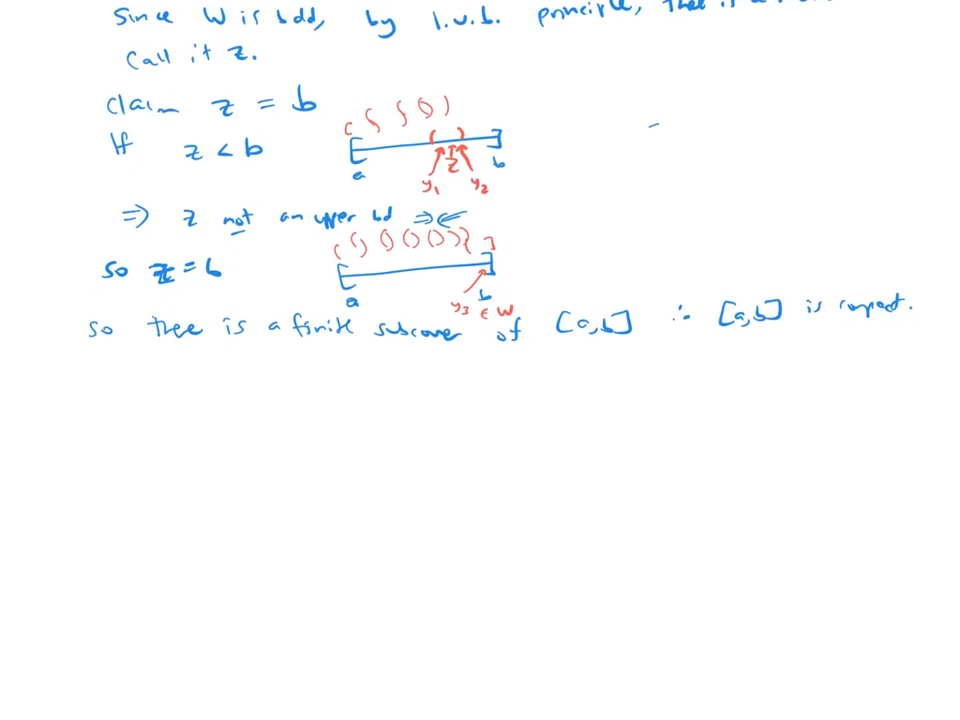 Since W is bdd, by l.u.b. principle,
Call it z.
Claim z = b
If z < b
a y₁ z y₂ b
⇒ z not an upper bd ⇒⇐
so z = b
a b
y₃ ∈ W
so there is a finite subcover of [a,b] ∴ [a,b] is compact.